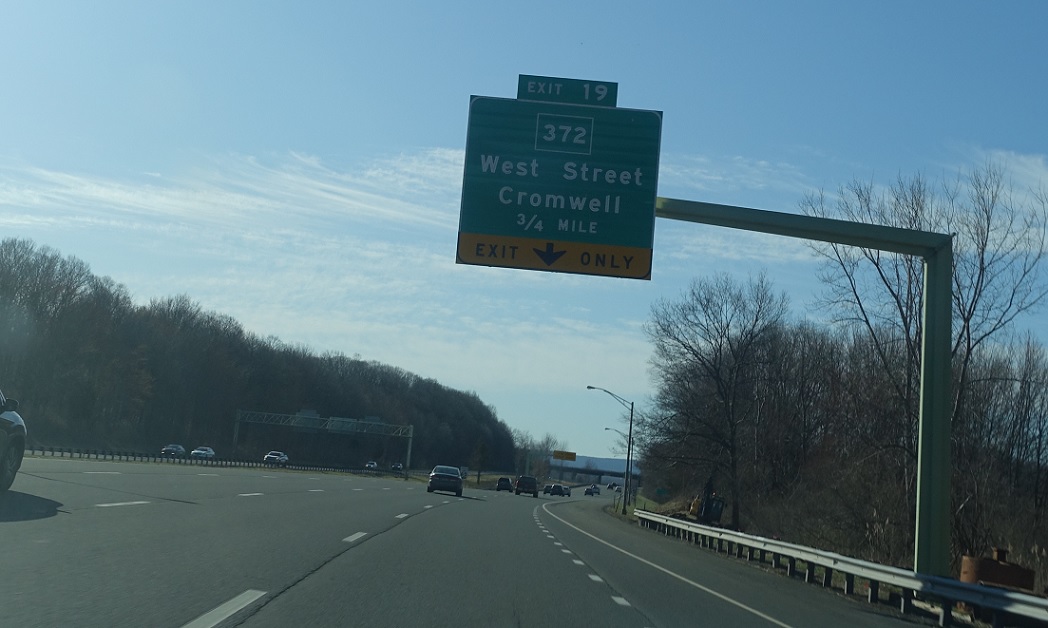 EXIT 19
372
West Street
Cromwell
3/4 MILE
EXIT ONLY